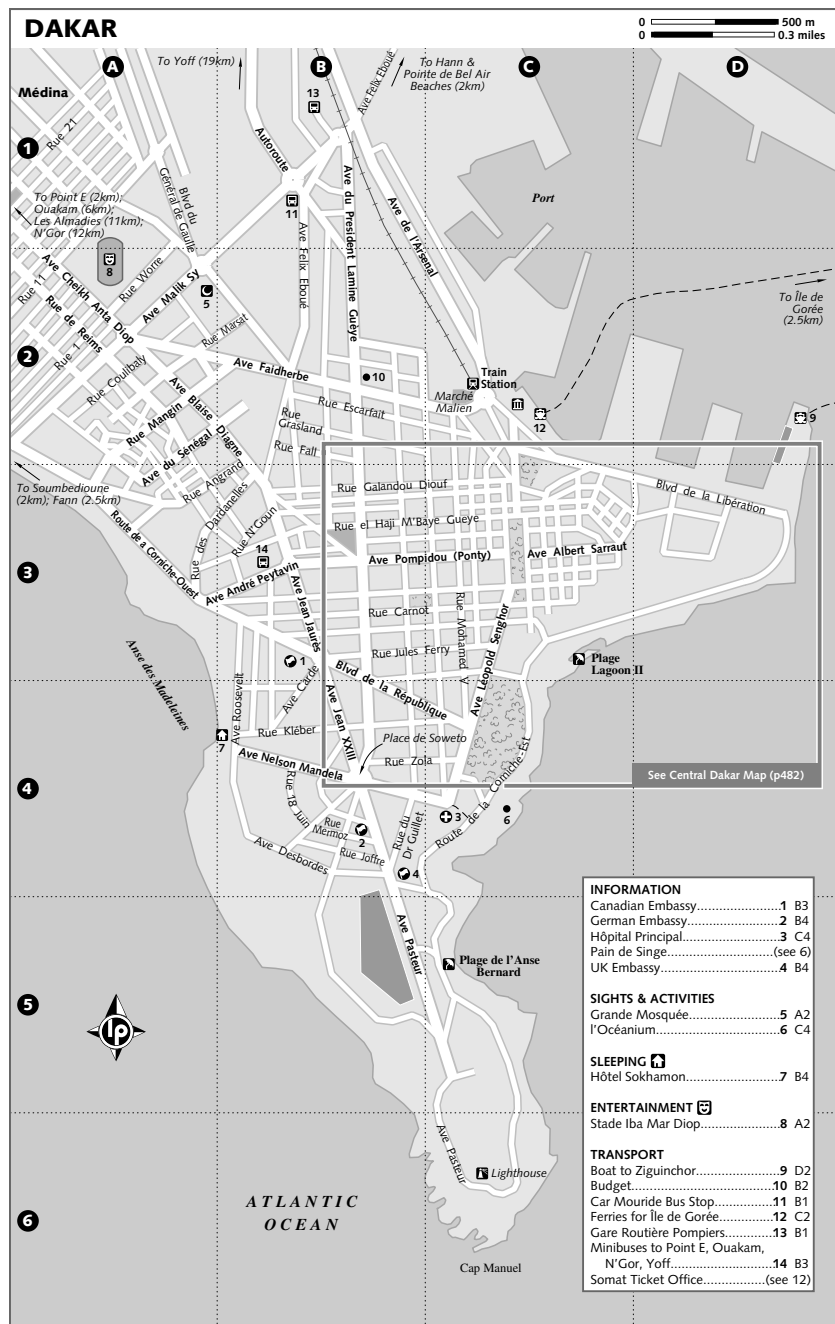 DAKAR
0 500 m
0 0.3 miles
A
B
C
D
1
2
3
4
5
6
To Yoff (19km)
To Hann &
Pointe de Bel Air
Beaches (2km)
Médina
Rue 21
13
Ave Felix Eboué
Autoroute
Blvd du
Général de Gaulle
11
Port
To Point E (2km);
Ouakam (6km);
Les Almadies (11km);
N'Gor (12km)
Ave du President Lamine Guèye
Ave de l'Arsenal
Ave Felix Eboué
8
Rue Worre
Ave Malik Sy
5
Ave Cheikh Anta Diop
Rue 11
Rue de Reims
Rue 1
Rue Marsat
To Île de
Gorée
(2.5km)
Rue Coulibaly
Ave Faidherbe
10
Train
Station
Marché
Malien
12
9
Ave Blaise Diagne
Rue Mangin
Rue Escarfait
Rue
Grasland
Rue Fall
Ave du Sénégal
Rue Angrand
To Soumbedioune
(2km); Fann (2.5km)
Rue Galandou Diouf
Blvd de la Libération
Rue des Dardanelles
Rue N'Goun
Rue el Haji M'Baye Gueye
Route de a Corniche-Ouest
14
Ave André Peytavin
Ave Pompidou (Ponty)
Ave Albert Sarraut
Ave Jean Jaurès
Rue Carnot
Rue Mohamed V
Ave Léopold Senghor
Rue Jules Ferry
Plage
Lagoon II
Anse des Madeleines
1
Ave Carde
Blvd de la République
Ave Roosevelt
Rue Kléber
Ave Jean XXIII
Place de Soweto
7
Ave Nelson Mandela
Rue Zola
See Central Dakar Map (p482)
Route de la Corniche-Est
Rue 18 Juin
Rue
Mermoz
2
Rue du
Dr Guillet
3
6
Rue Joffre
Ave Desbordes
4
Ave Pasteur
Plage de l'Anse
Bernard
lp
Ave Pasteur
Lighthouse
ATLANTIC
OCEAN
Cap Manuel
INFORMATION
Canadian Embassy.......................1 B3
German Embassy.........................2 B4
Hôpital Principal...........................3 C4
Pain de Singe..........................(see 6)
UK Embassy..................................4 B4
SIGHTS & ACTIVITIES
Grande Mosquée..........................5 A2
l'Océanium...................................6 C4
SLEEPING
Hôtel Sokhamon..........................7 B4
ENTERTAINMENT
Stade Iba Mar Diop......................8 A2
TRANSPORT
Boat to Ziguinchor........................9 D2
Budget.......................................10 B2
Car Mouride Bus Stop................11 B1
Ferries for Île de Gorée...............12 C2
Gare Routière Pompiers..............13 B1
Minibuses to Point E, Ouakam,
N'Gor, Yoff.............................14 B3
Somat Ticket Office................(see 12)